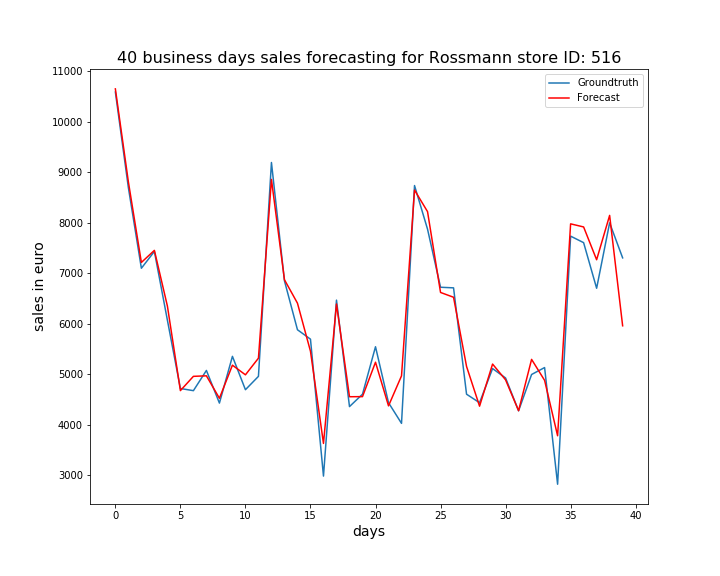 40 business days sales forecasting for Rossmann store ID: 516
Groundtruth
Forecast
11000
10000
9000
8000
7000
6000
5000
4000
3000
sales in euro
0 5 10 15 20 25 30 35 40
days